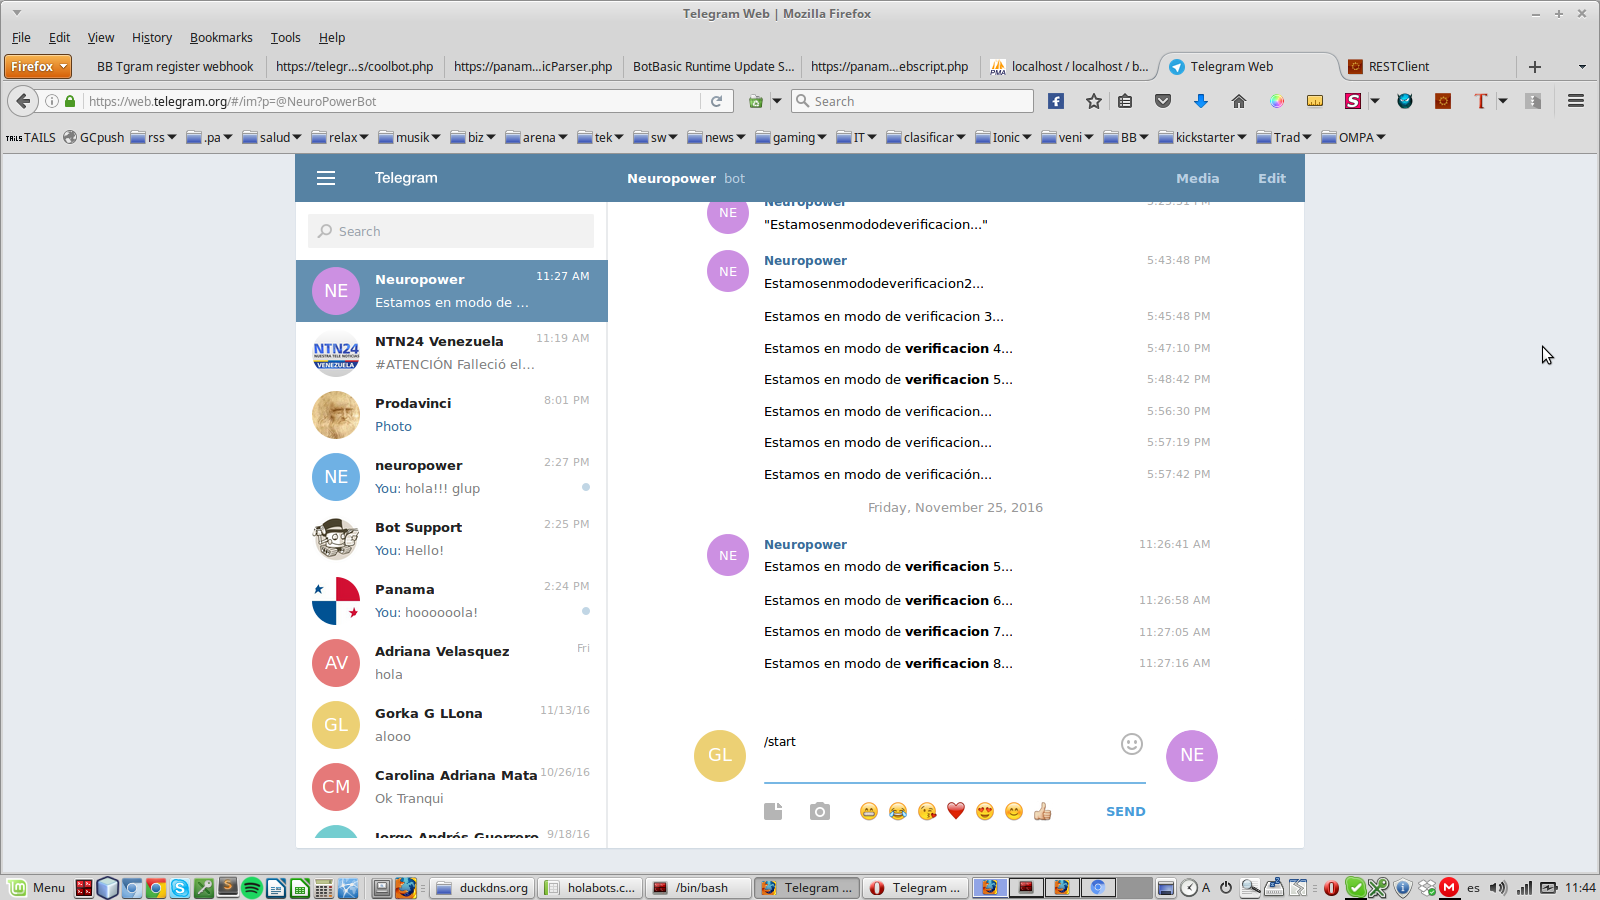 Telegram Web | Mozilla Firefox
File Edit View History Bookmarks Tools Help
Firefox BB Tgram register webhook https://telegr...s/coolbot.php https://panam...icParser.php BotBasic Runtime Update S... https://panam...ebscript.php localhost / localhost / b... Telegram Web RESTClient
https://web.telegram.org/#/im?p=@NeuroPowerBot Search
TAILS TAILS GCpush rss .pa salud relax musik biz arena tek sw news gaming IT clasificar Ionic veni BB kickstarter Trad OMPA
Telegram Neuropower bot Media Edit
Search
Neuropower 11:27 AM
Estamos en modo de ...
NTN24 Venezuela 11:19 AM
#ATENCIÓN Falleció el...
Prodavinci 8:01 PM
Photo
neuropower 2:27 PM
You: hola!!! glup
Bot Support 2:25 PM
You: Hello!
Panama 2:24 PM
You: hoooooola!
Adriana Velasquez Fri
hola
Gorka G LLona 11/13/16
alooo
Carolina Adriana Mata 10/26/16
Ok Tranqui
Jorge Andrés Guerrero 9/18/16
NE
NTN24
VENEZUELA
NE
AV
GL
CM
Neuropower
NE
"Estamosenmododeverificacion..."
NE Neuropower 5:43:48 PM
Estamosenmododeverificacion2...
Estamos en modo de verificacion 3... 5:45:48 PM
Estamos en modo de verificacion 4... 5:47:10 PM
Estamos en modo de verificacion 5... 5:48:42 PM
Estamos en modo de verificacion... 5:56:30 PM
Estamos en modo de verificacion... 5:57:19 PM
Estamos en modo de verificación... 5:57:42 PM
Friday, November 25, 2016
NE Neuropower 11:26:41 AM
Estamos en modo de verificacion 5...
Estamos en modo de verificacion 6... 11:26:58 AM
Estamos en modo de verificacion 7... 11:27:05 AM
Estamos en modo de verificacion 8... 11:27:16 AM
GL /start NE
SEND
Menu duckdns.org holabots.c... /bin/bash Telegram ... Telegram ... A es 11:44